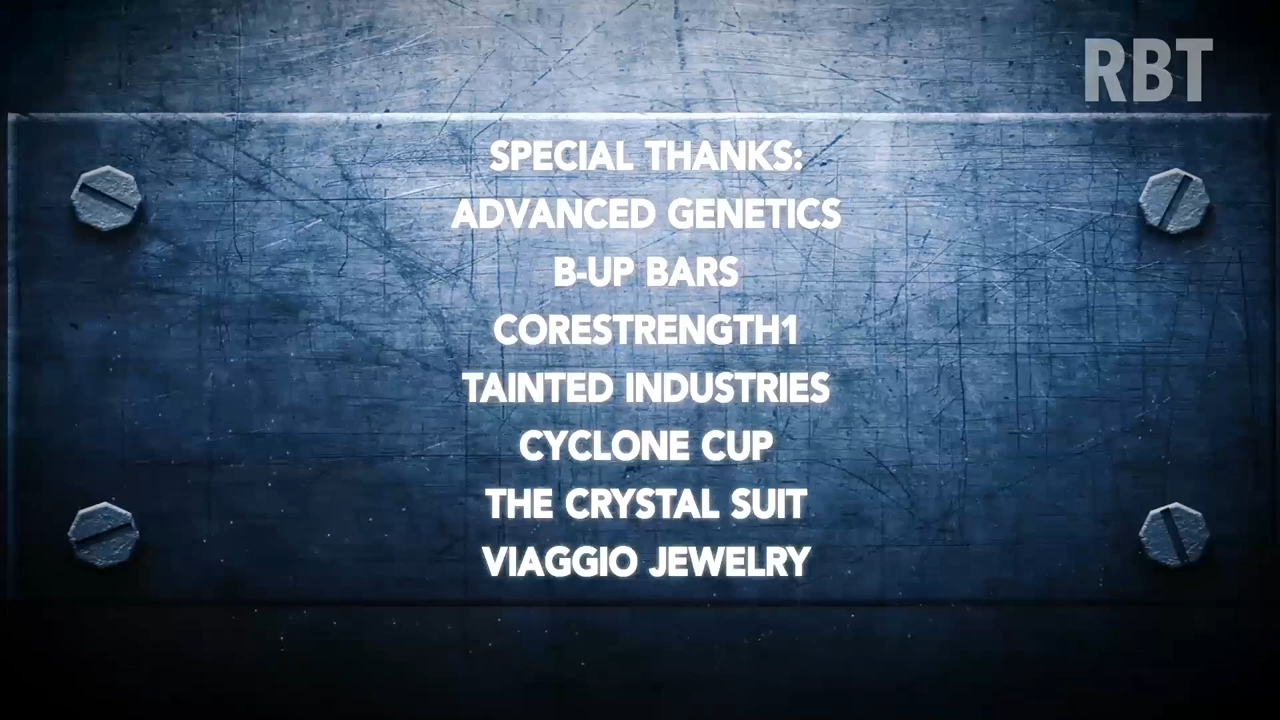 RBT
SPECIAL THANKS:
ADVANCED GENETICS
B-UP BARS
CORESTRENGTH1
TAINTED INDUSTRIES
CYCLONE CUP
THE CRYSTAL SUIT
VIAGGIO JEWELRY